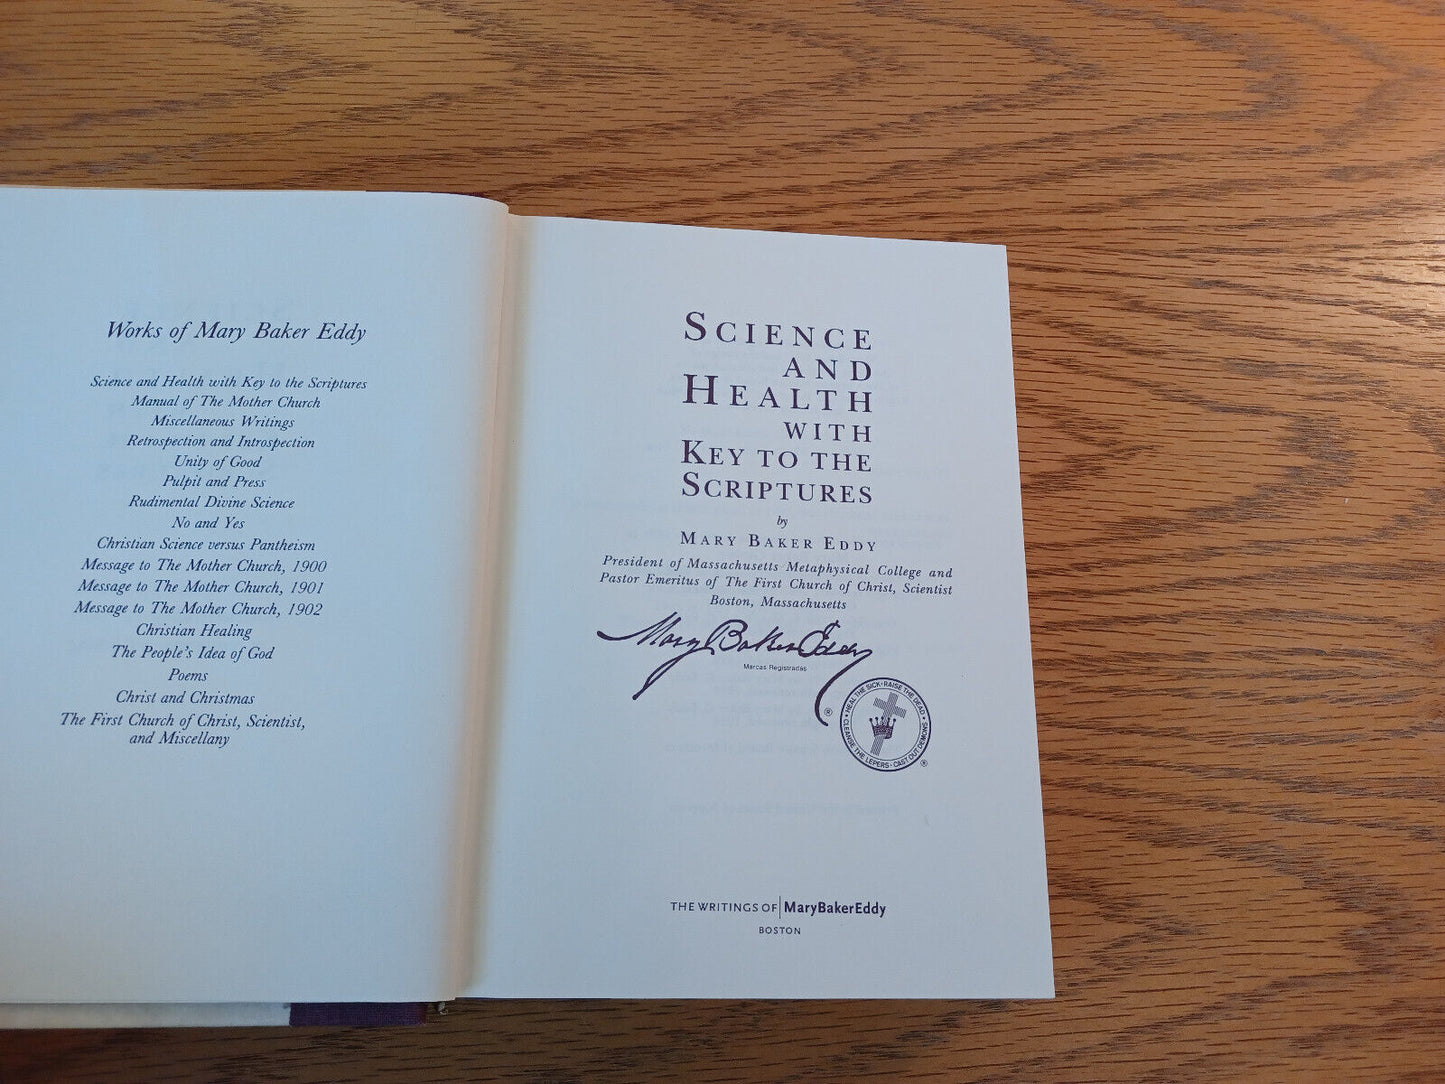 Works of Mary Baker Eddy
Science and Health with Key to the Scriptures
Manual of The Mother Church
Miscellaneous Writings
Retrospection and Introspection
Unity of Good
Pulpit and Press
Rudimental Divine Science
No and Yes
Christian Science versus Pantheism
Message to The Mother Church, 1900
Message to The Mother Church, 1901
Message to The Mother Church, 1902
Christian Healing
The People's Idea of God
Poems
Christ and Christmas
The First Church of Christ, Scientist,
and Miscellany
SCIENCE
AND
HEALTH
WITH
KEY TO THE
SCRIPTURES
by
MARY BAKER EDDY
President of Massachusetts Metaphysical College and
Pastor Emeritus of The First Church of Christ, Scientist
Boston, Massachusetts
Mary Baker Eddy
Marcas Registradas
®
HEAL THE SICK · RAISE THE DEAD · CAST OUT DEMONS · CLEANSE THE LEPERS ·
®
THE WRITINGS OF | MaryBakerEddy
BOSTON